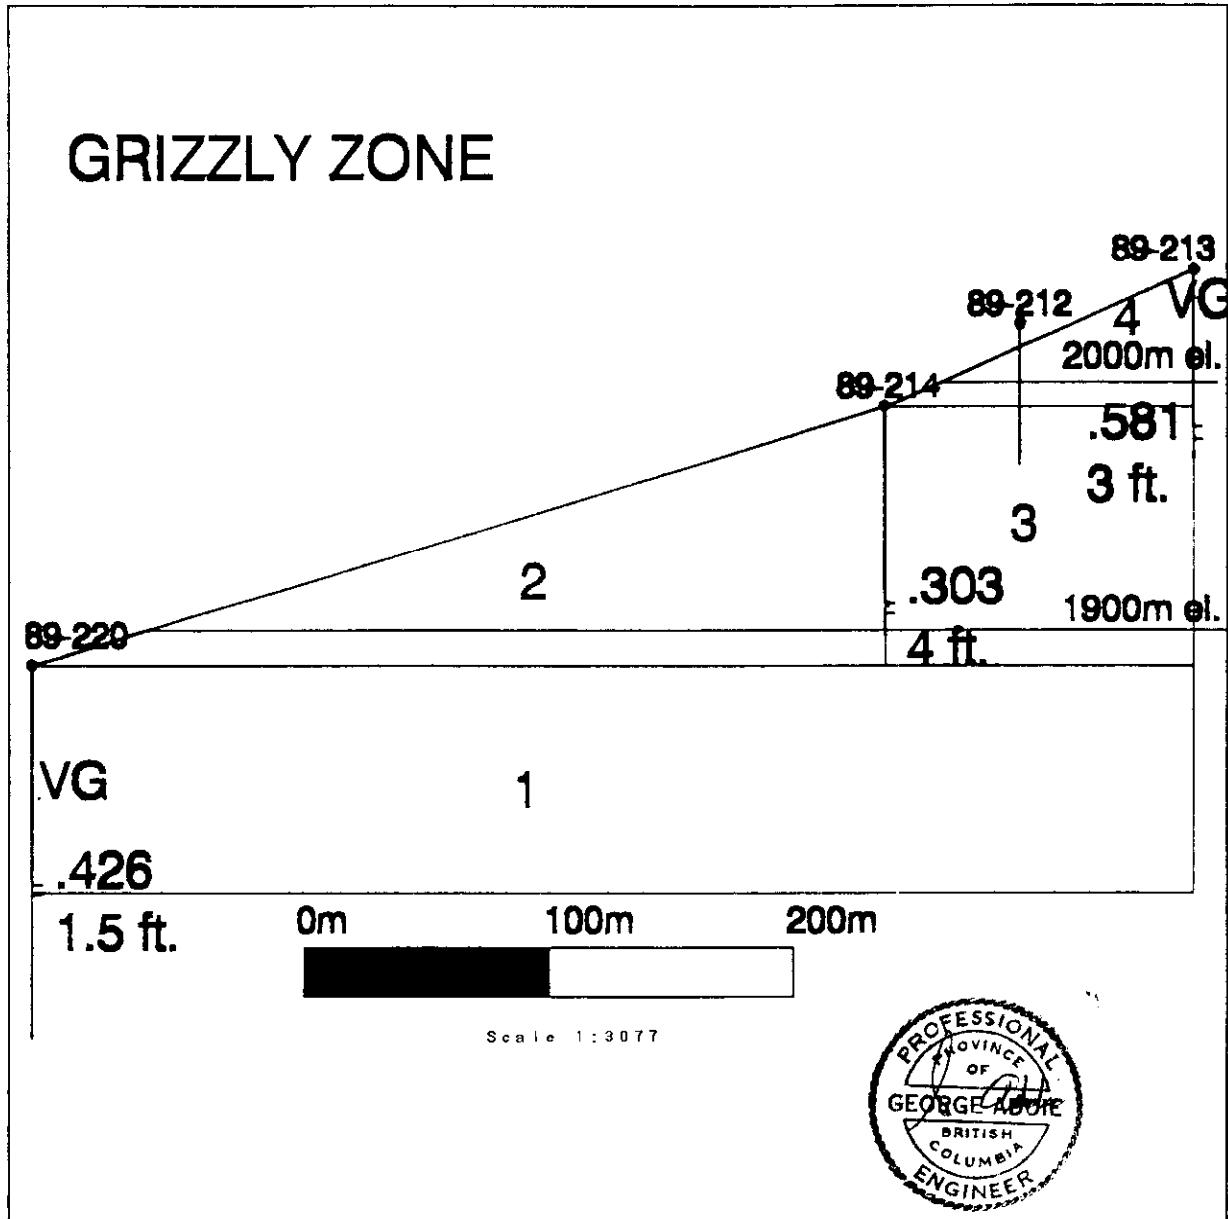 GRIZZLY ZONE
89-213
VG
89-212
4
2000m el.
89-214
.581
3 ft.
3
2
.303
1900m el.
89-220
4 ft.
VG
1
.426
1.5 ft.
0m 100m 200m
Scale 1:3077
PROFESSIONAL
PROVINCE
OF
GEORGE
BRITISH
COLUMBIA
ENGINEER